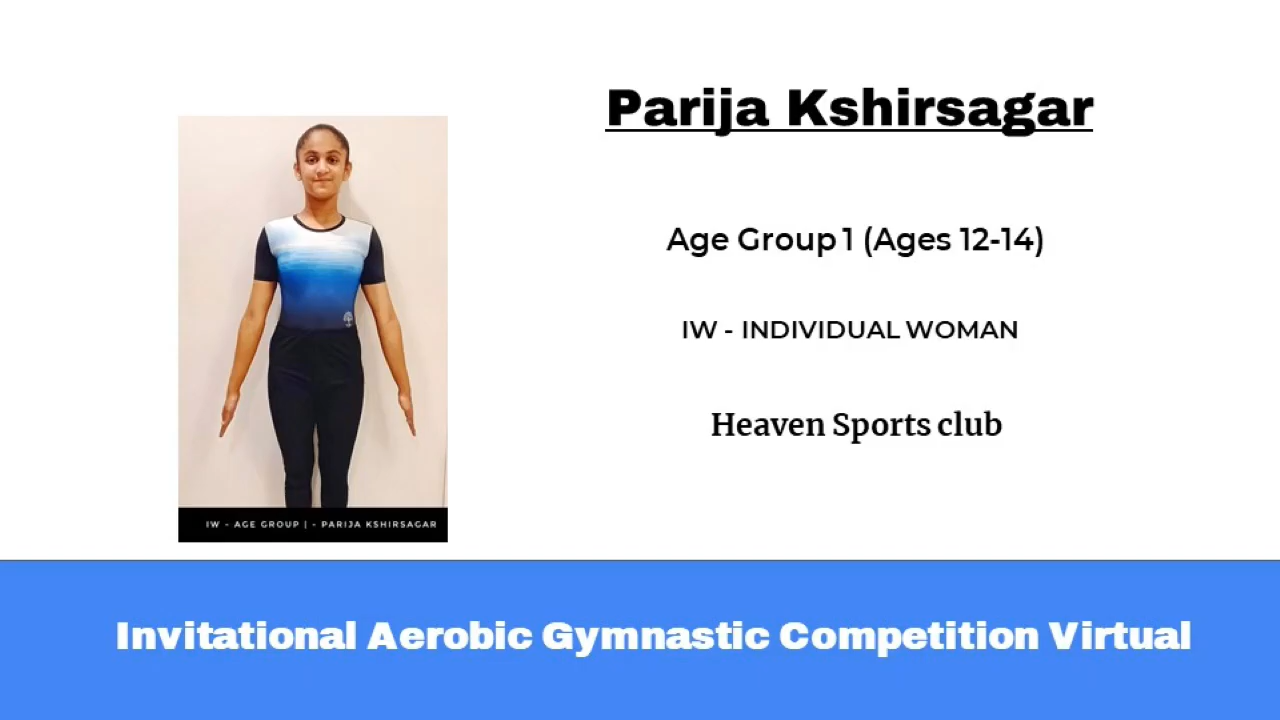 Parija Kshirsagar
Age Group 1 (Ages 12-14)
IW - INDIVIDUAL WOMAN
Heaven Sports club
IW - AGE GROUP | - PARIJA KSHIRSAGAR
Invitational Aerobic Gymnastic Competition Virtual